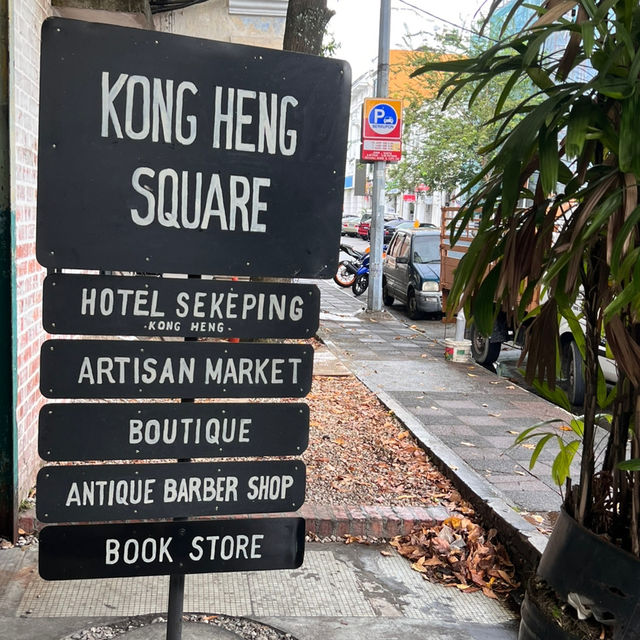 KONG HENG
SQUARE
HOTEL SEKEPING
-KONG HENG-
ARTISAN MARKET
BOUTIQUE
ANTIQUE BARBER SHOP
BOOK STORE
P